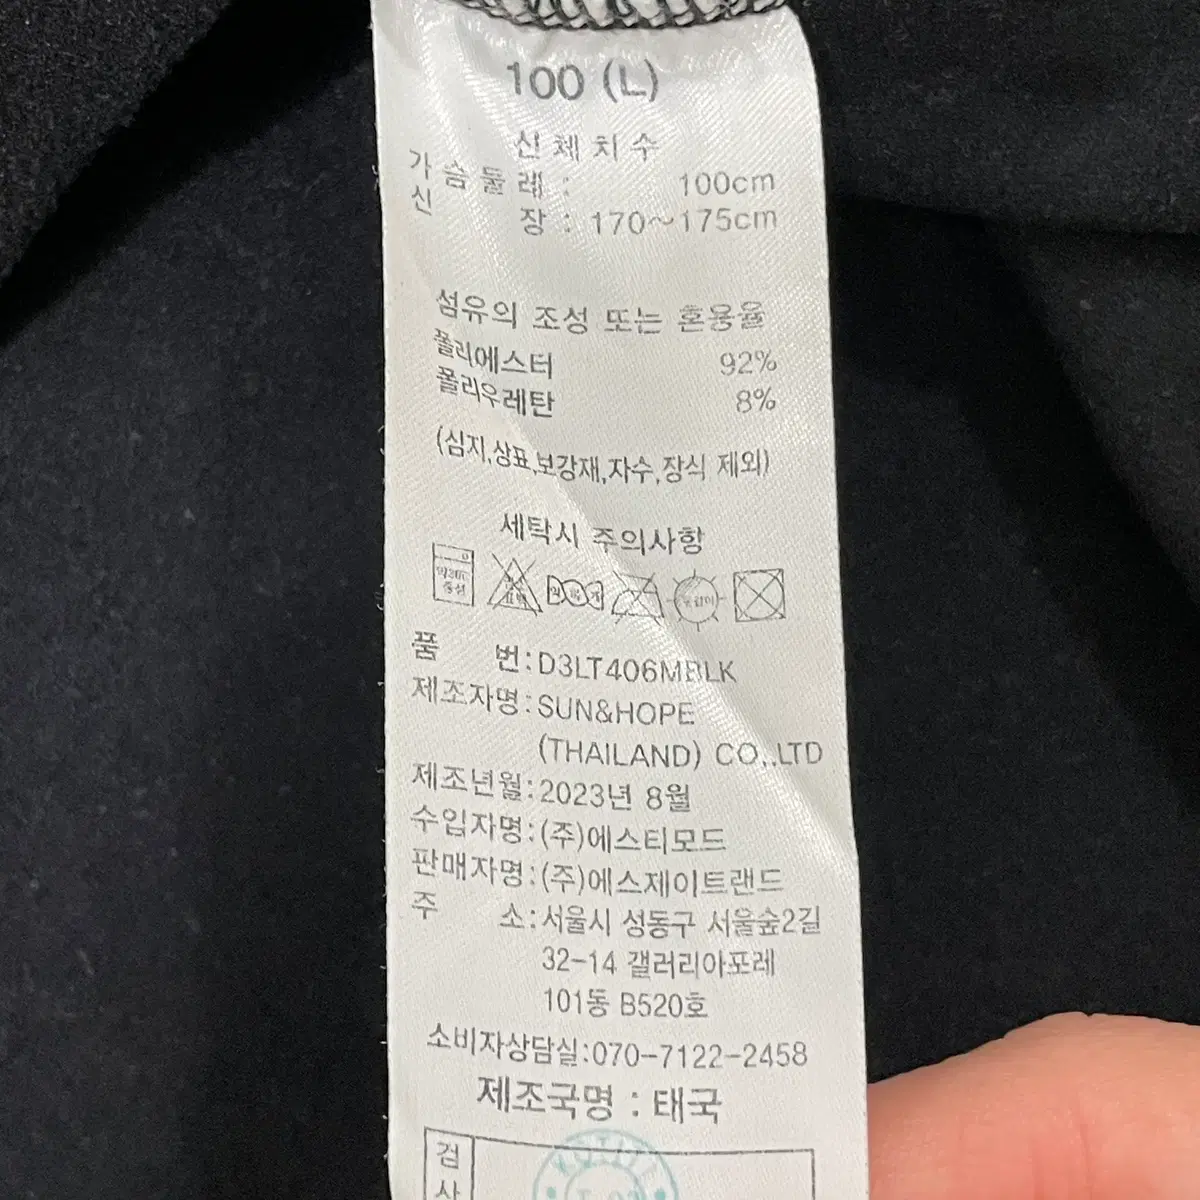 100 (L)
신체치수
가슴둘레 : 100cm
신 장 : 170~175cm
섬유의 조성 또는 혼용율
폴리에스터 92%
폴리우레탄 8%
(심지,상표,보강재,자수,장식 제외)
세탁시 주의사항
중성
표백
품 번:D3LT406MBLK
제조자명:SUN&HOPE
(THAILAND) CO.,LTD
제조년월:2023년 8월
수입자명:(주)에스티모드
판매자명:(주)에스제이트랜드
주 소:서울시 성동구 서울숲2길
32-14 갤러리아포레
101동 B520호
소비자상담실:070-7122-2458
제조국명 : 태국
검
사